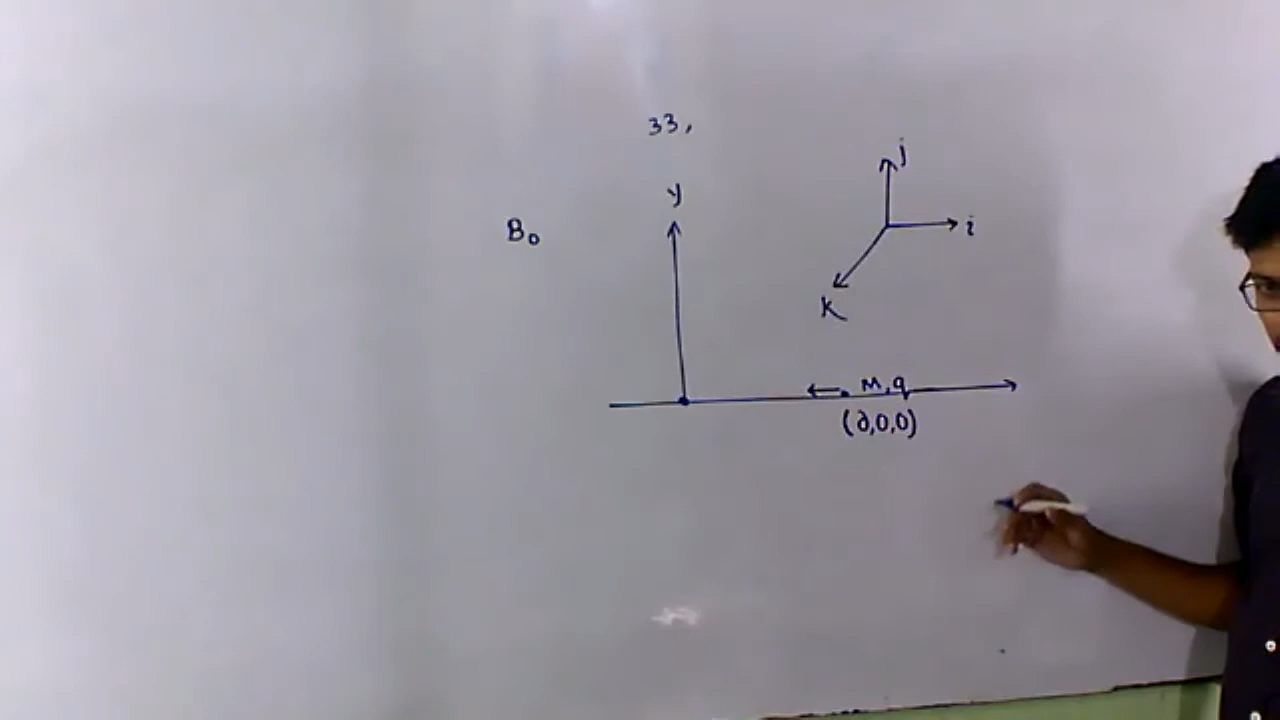 33,
y
j
B₀
i
K
M,q
(∂,0,0)